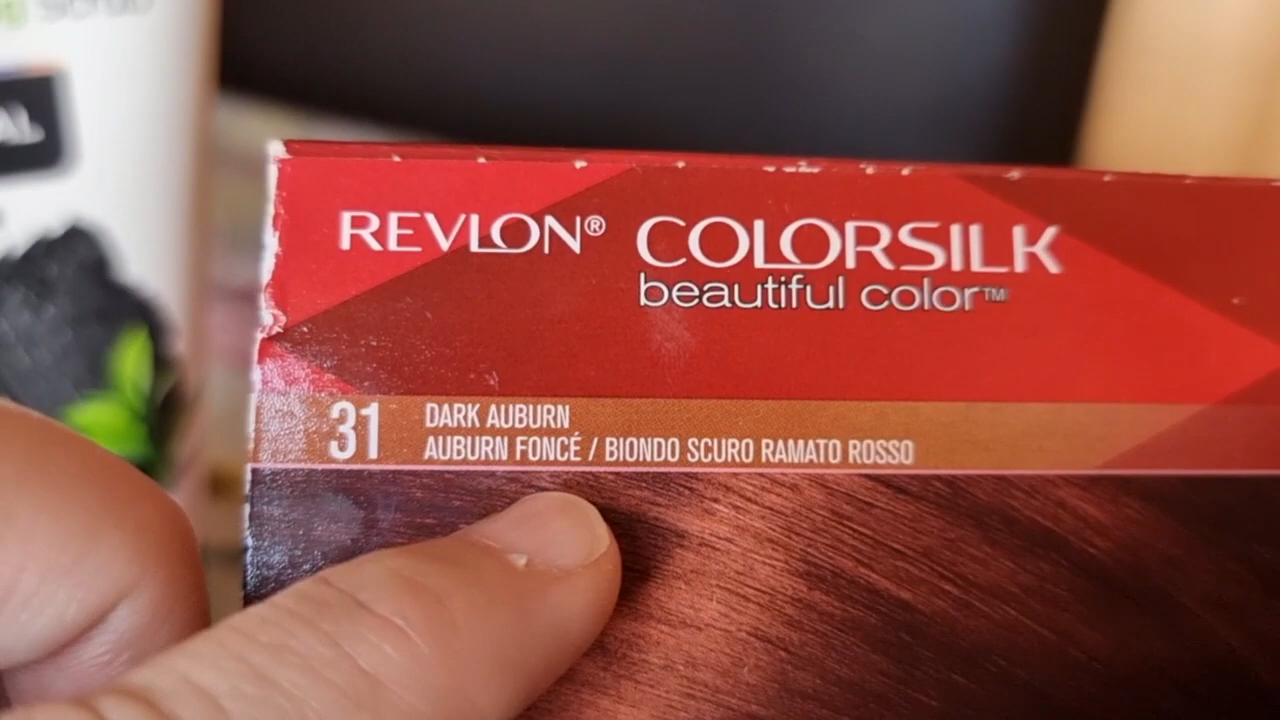 REVLON® COLORSILK
beautiful color™
31 DARK AUBURN
AUBURN FONCÉ / BIONDO SCURO RAMATO ROSSO